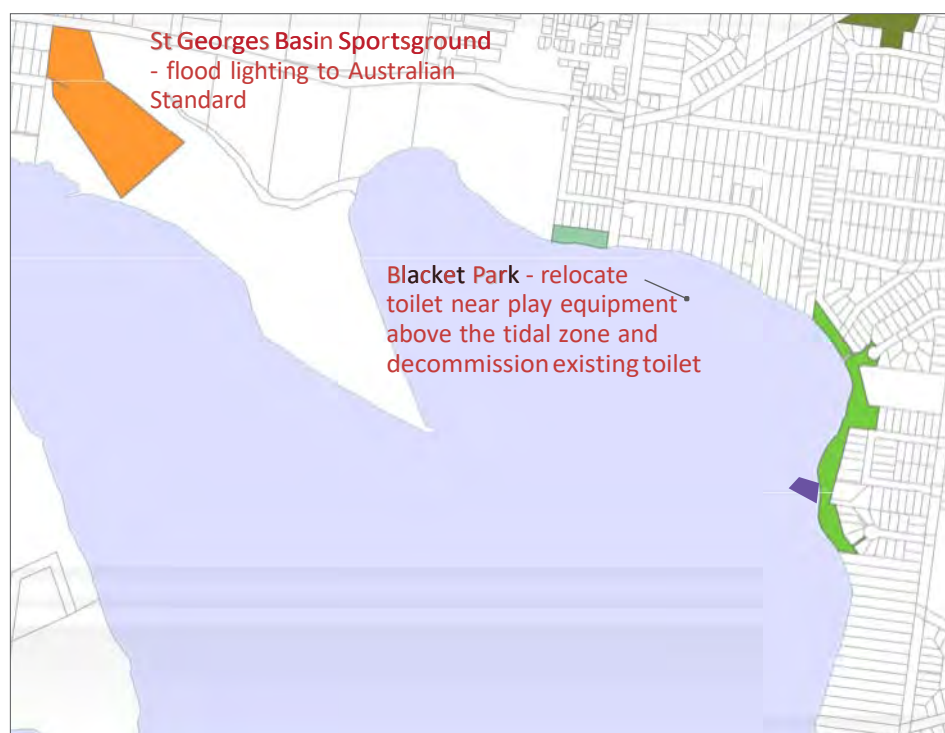 St Georges Basin Sportsground
- flood lighting to Australian
Standard
Blacket Park - relocate
toilet near play equipment
above the tidal zone and
decommission existing toilet